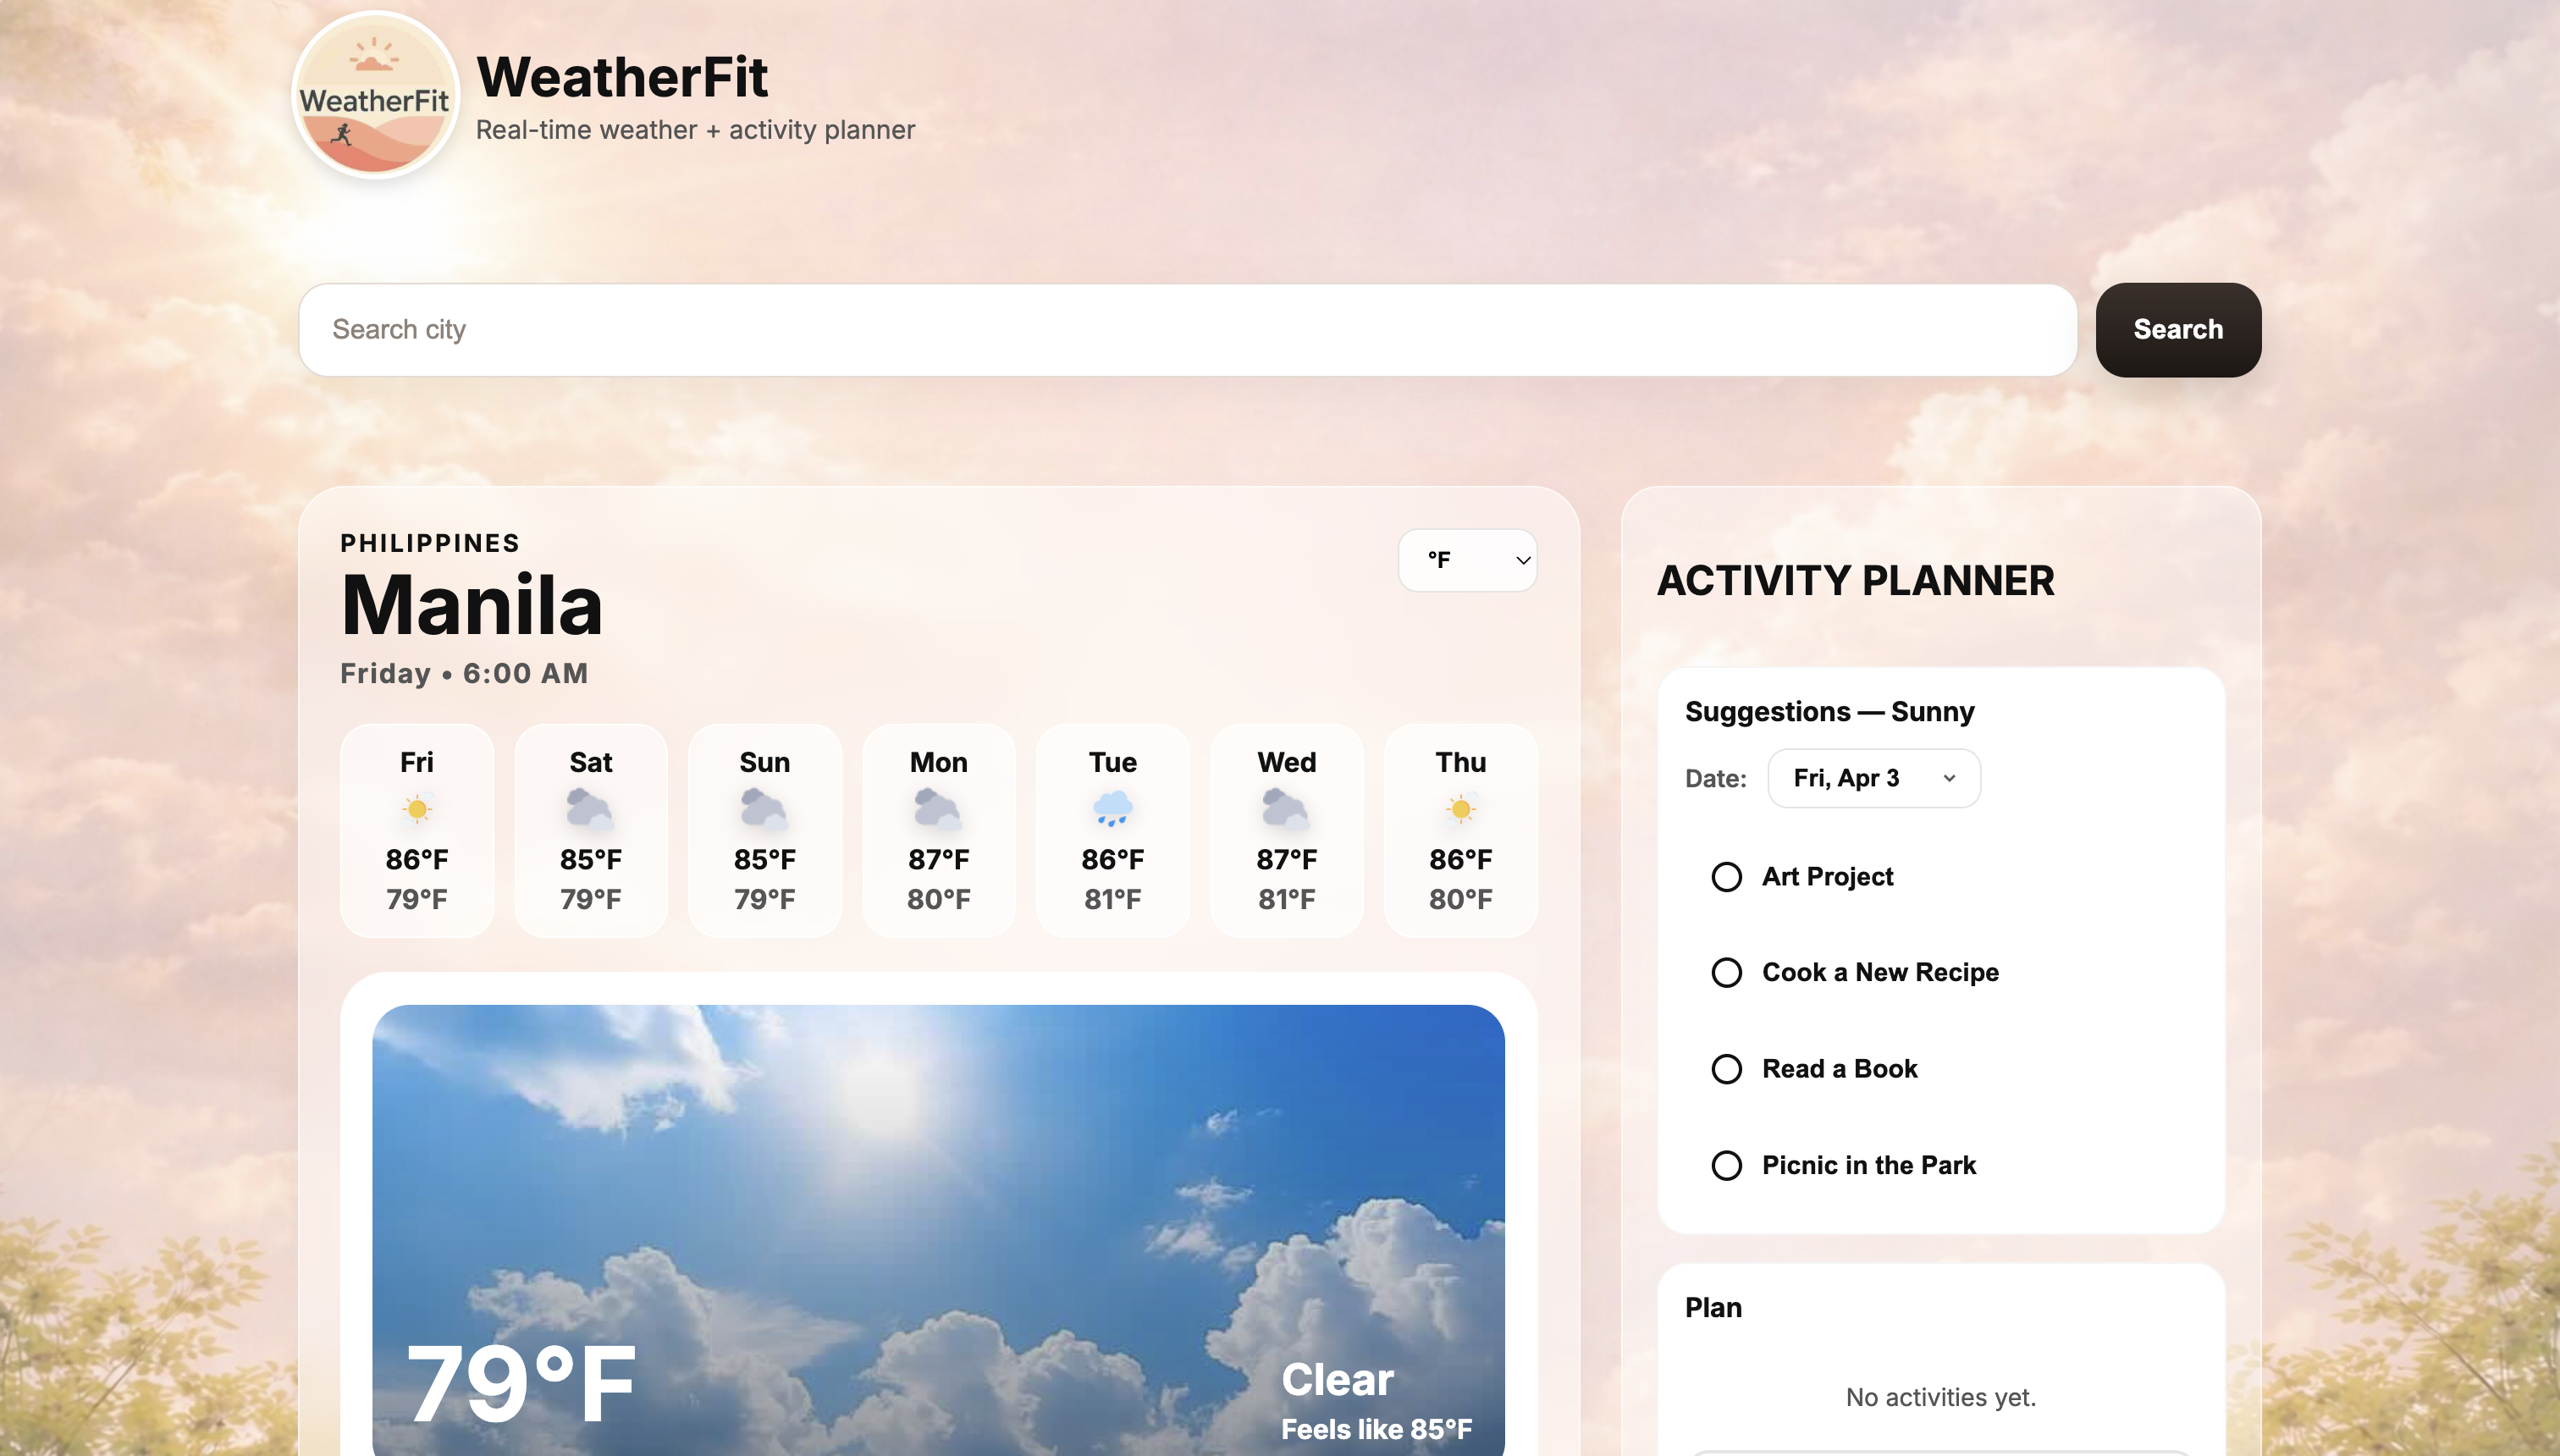 WeatherFit
WeatherFit
Real-time weather + activity planner
Search city
Search
PHILIPPINES
Manila
Friday • 6:00 AM
°F
Fri
86°F
79°F
Sat
85°F
79°F
Sun
85°F
79°F
Mon
87°F
80°F
Tue
86°F
81°F
Wed
87°F
81°F
Thu
86°F
80°F
79°F
Clear
Feels like 85°F
ACTIVITY PLANNER
Suggestions — Sunny
Date: Fri, Apr 3
Art Project
Cook a New Recipe
Read a Book
Picnic in the Park
Plan
No activities yet.